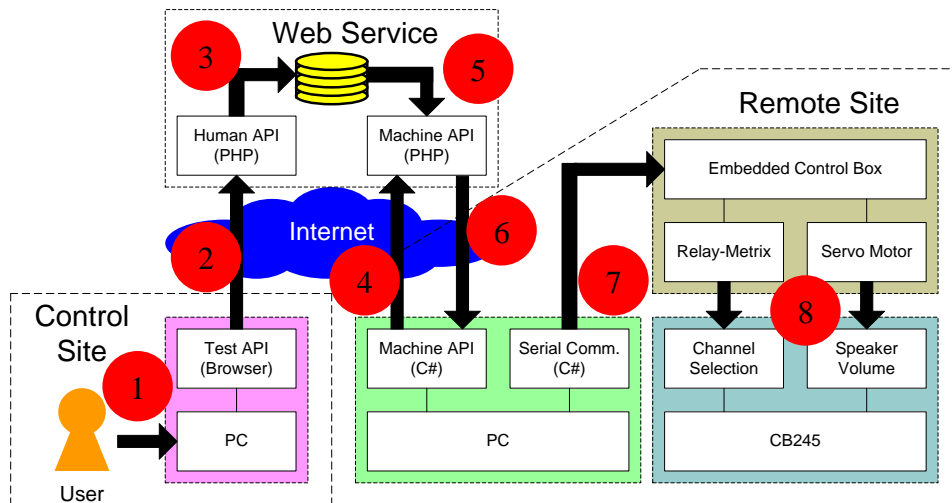 Web Service
3
5
Human API
(PHP)
Machine API
(PHP)
Internet
2
4
6
Control
Site
1
Test API
(Browser)
PC
User
Machine API
(C#)
Serial Comm.
(C#)
PC
7
Remote Site
Embedded Control Box
Relay-Metrix
Servo Motor
8
Channel
Selection
Speaker
Volume
CB245